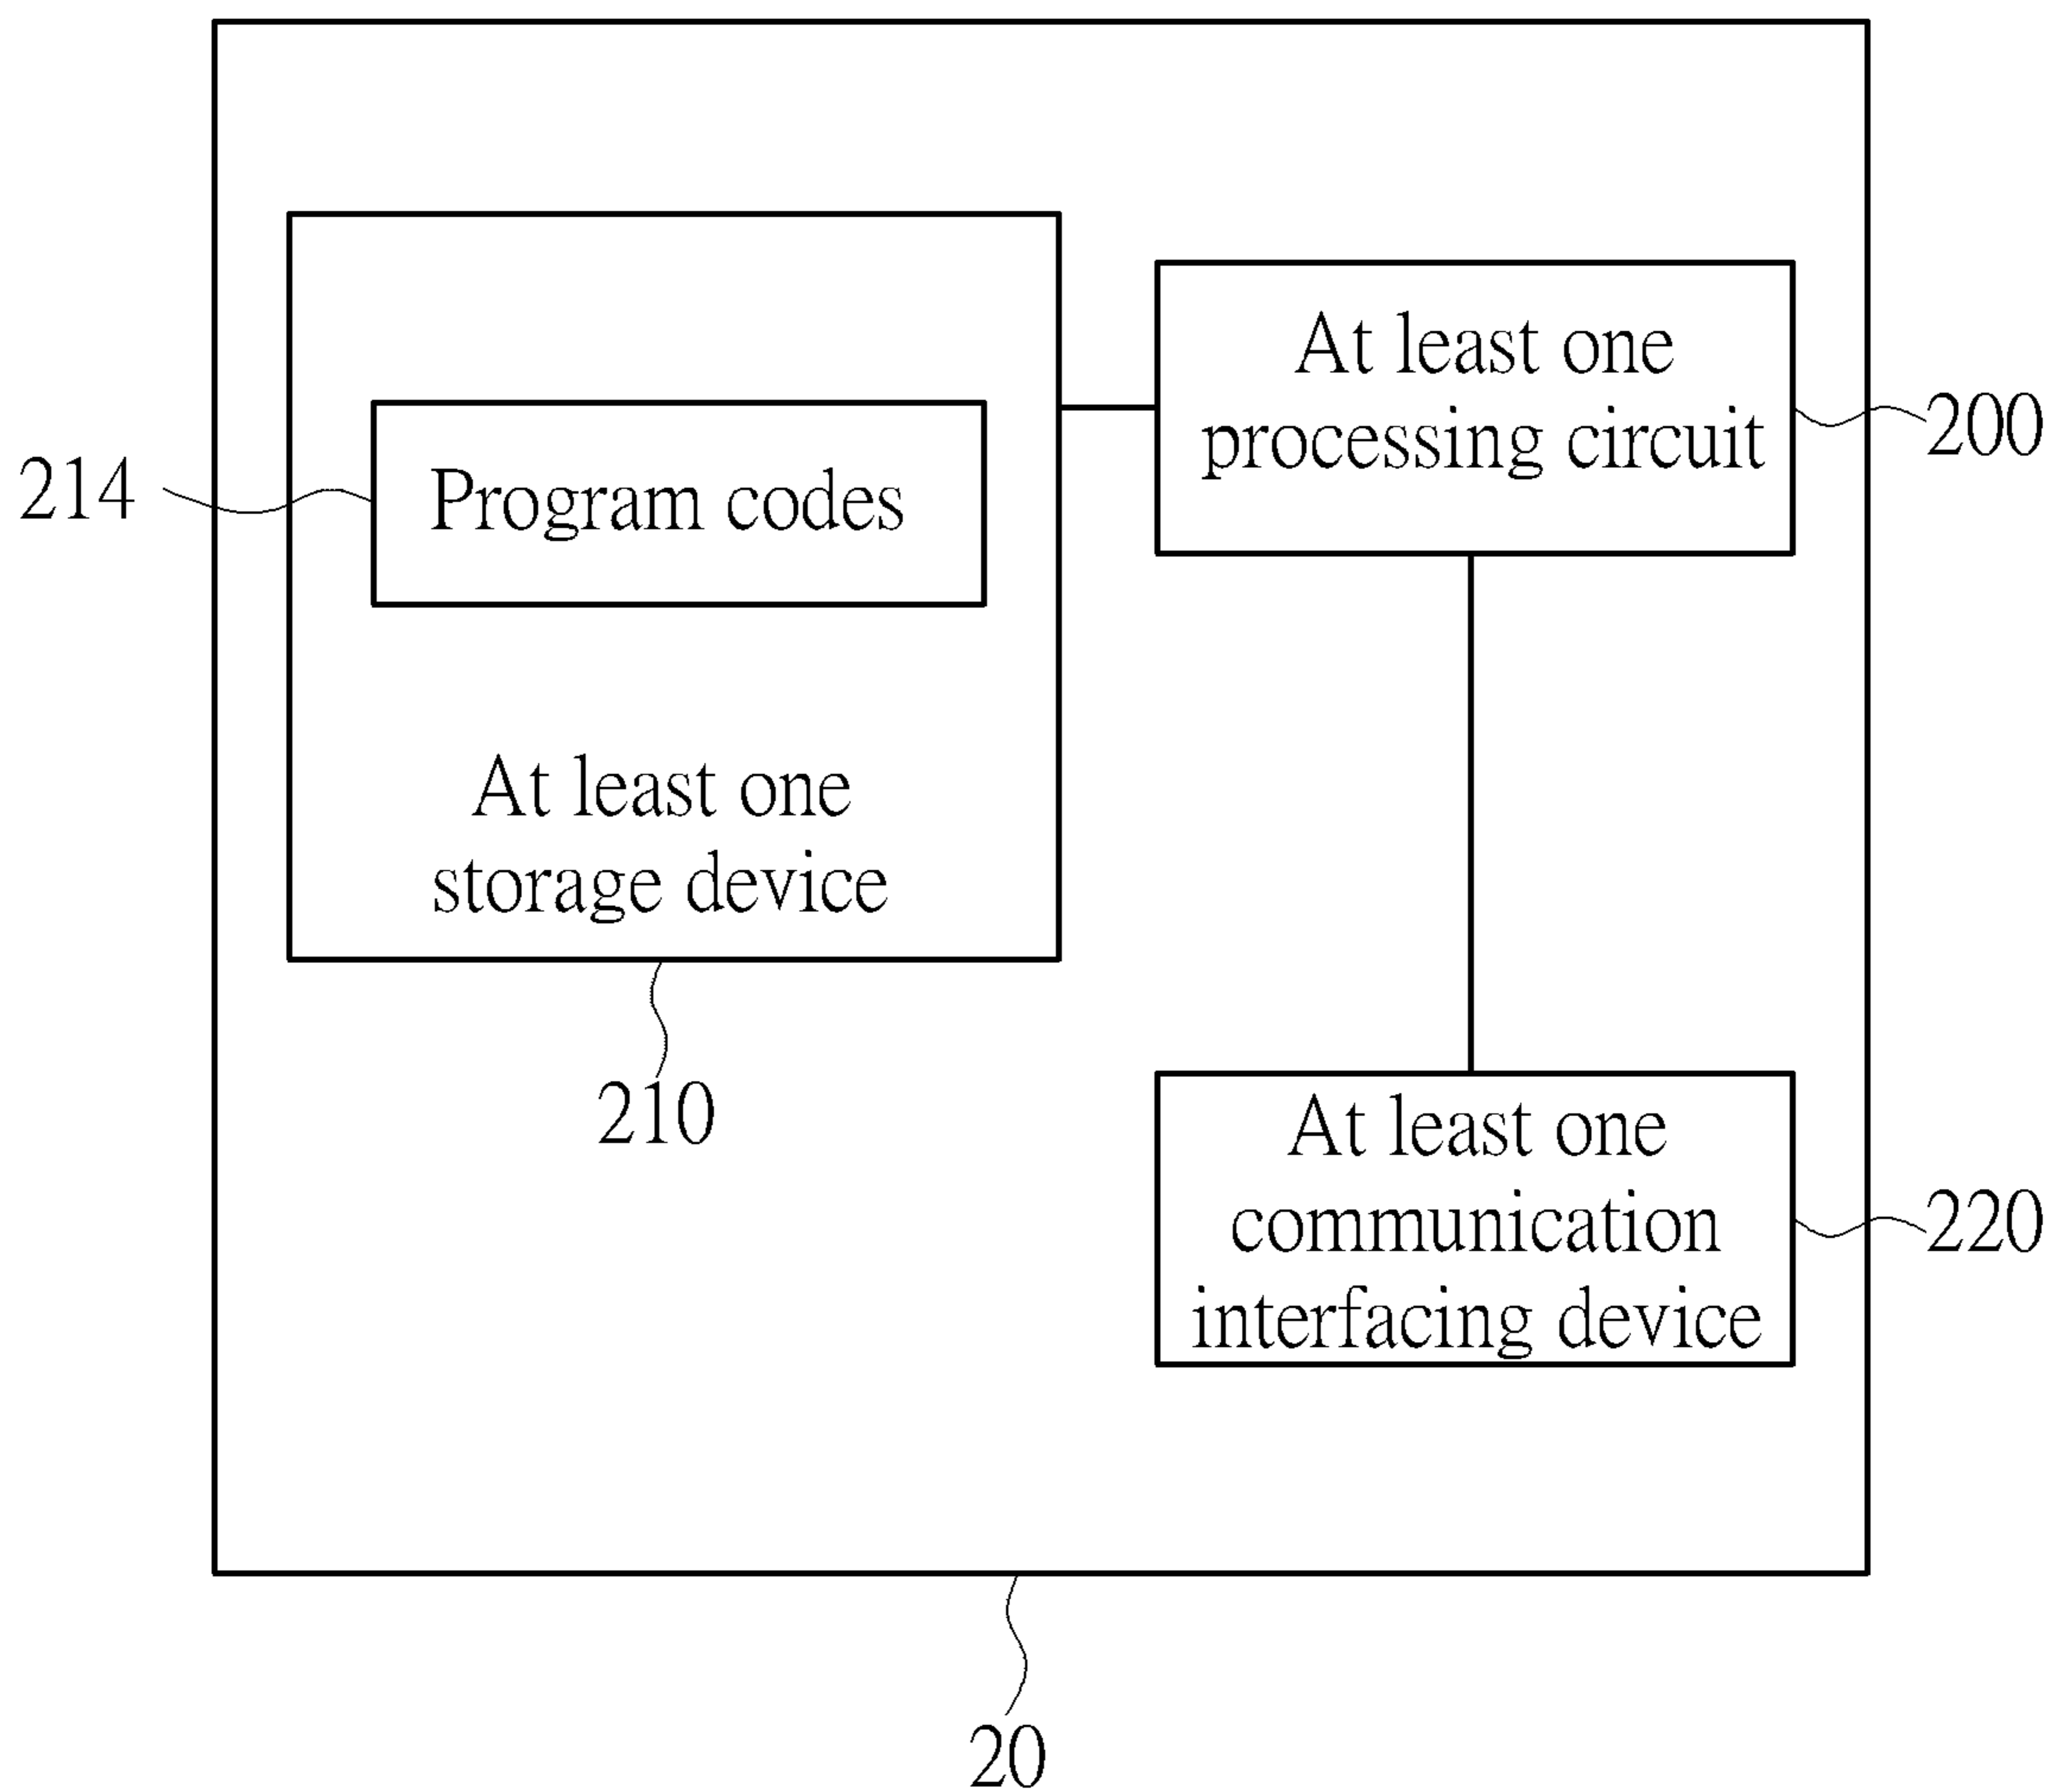 At least one
processing circuit
200
214
Program codes
At least one
storage device
210
At least one
communication
interfacing device
220
20